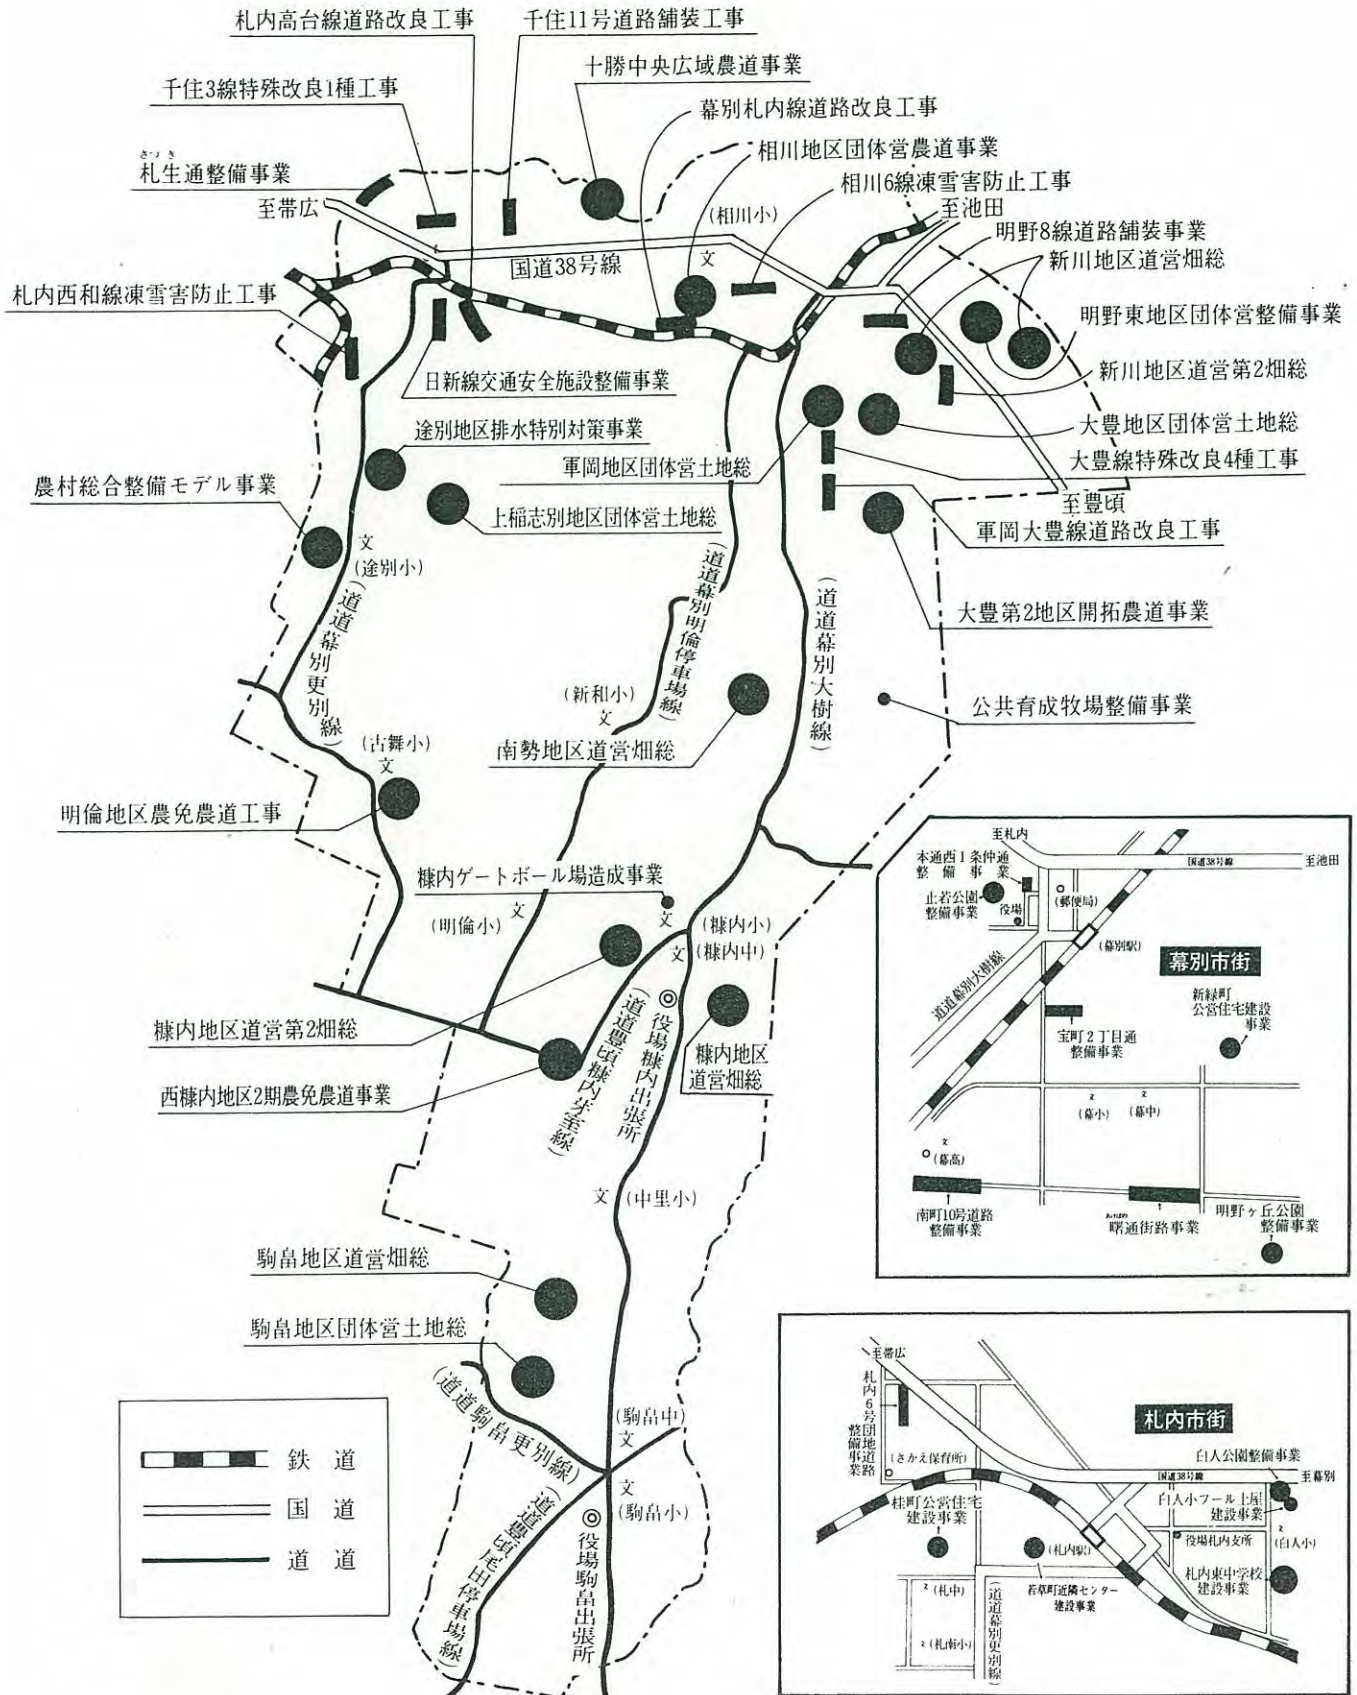 札内高台線道路改良工事
千住11号道路舗装工事
十勝中央広域農道事業
千住3線特殊改良1種工事
幕別札内線道路改良工事
相川地区団体営農道事業
さつき
札生通整備事業
相川6線凍雪害防止工事
至帯広
(相川小)
文
至池田
明野8線道路舗装事業
国道38号線
新川地区道営畑総
札内西和線凍雪害防止工事
明野東地区団体営整備事業
日新線交通安全施設整備事業
新川地区道営第2畑総
大豊地区団体営土地総
途別地区排水特別対策事業
軍岡地区団体営土地総
大豊線特殊改良4種工事
農村総合整備モデル事業
至豊頃
上稲志別地区団体営土地総
軍岡大豊線道路改良工事
文
(途別小)
(道道幕別明倫停車場線)
(道道幕別大樹線)
(道道幕別更別線)
大豊第2地区開拓農道事業
(新和小)
文
公共育成牧場整備事業
(古舞小)
文
南勢地区道営畑総
明倫地区農免農道工事
糠内ゲートボール場造成事業
文
(明倫小)
文
(糠内小)
文
(糠内中)
糠内地区道営第2畑総
西糠内地区2期農免農道事業
(道道豊頃糠内芽室線)
役場糠内出張所
糠内地区
道営畑総
文
(中里小)
駒畠地区道営畑総
駒畠地区団体営土地総
(道道駒畠更別線)
(駒畠中)
文
文
(駒畠小)
(道道豊頃尾田停車場線)
役場駒畠出張所
鉄道
国道
道道
至札内
国道38号線
至池田
本通西1条仲通
整備事業
止若公園
整備事業
役場
(郵便局)
(幕別駅)
幕別市街
道道幕別大樹線
新緑町
公営住宅建設
事業
宝町2丁目通
整備事業
文
(幕小)
文
(幕中)
文
(幕高)
南町10号道路
整備事業
あけぼの
曙通街路事業
明野ヶ丘公園
整備事業
至帯広
札内6号団地道路
整備事業
札内市街
(さかえ保育所)
白人公園整備事業
国道38号線
至幕別
桂町公営住宅
建設事業
白人小プール上屋
建設事業
(札内駅)
役場札内支所
文
(白人小)
若草町近隣センター
建設事業
札内東中学校
建設事業
文
(札中)
文
(札南小)
(道道幕別更別線)